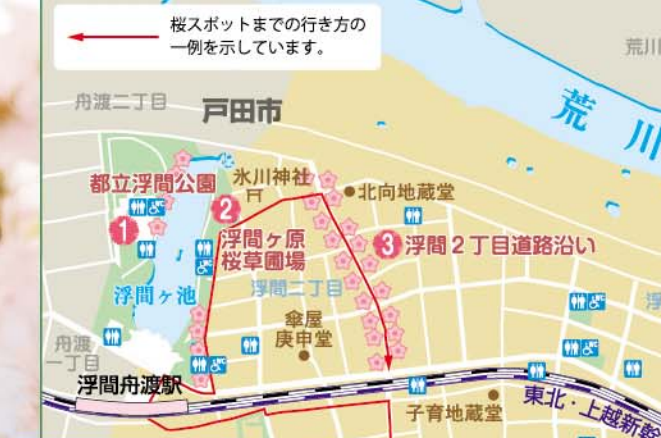 桜スポットまでの行き方の
一例を示しています。
荒川
舟渡二丁目
戸田市
荒川
都立浮間公園
氷川神社
北向地蔵堂
1
2
浮間ヶ原
桜草圃場
3 浮間2丁目道路沿い
浮間ヶ池
浮間二丁目
浮
傘屋
庚申堂
舟渡
一丁目
浮間舟渡駅
子育地蔵堂
東北・上越新幹